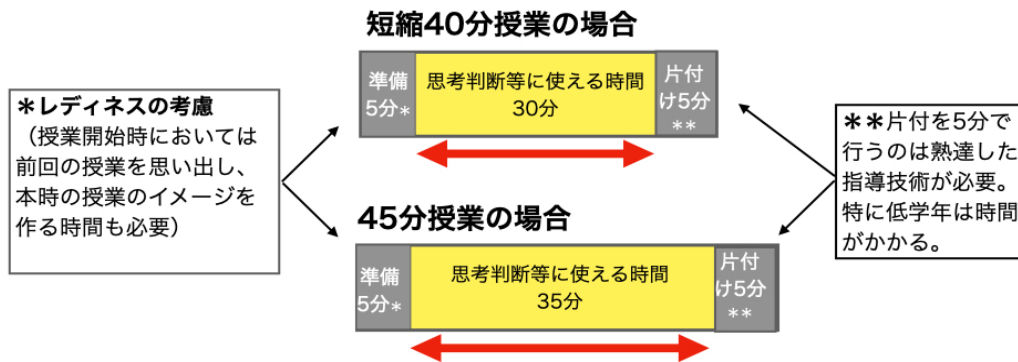 短縮40分授業の場合
準備
5分*
思考判断等に使える時間
30分
片付
け5分
**
*レディネスの考慮
（授業開始時においては
前回の授業を思い出し、
本時の授業のイメージを
作る時間も必要）
**片付を5分で
行うのは熟達した
指導技術が必要。
特に低学年は時間
がかかる。
45分授業の場合
準備
5分*
思考判断等に使える時間
35分
片付
け5分
**